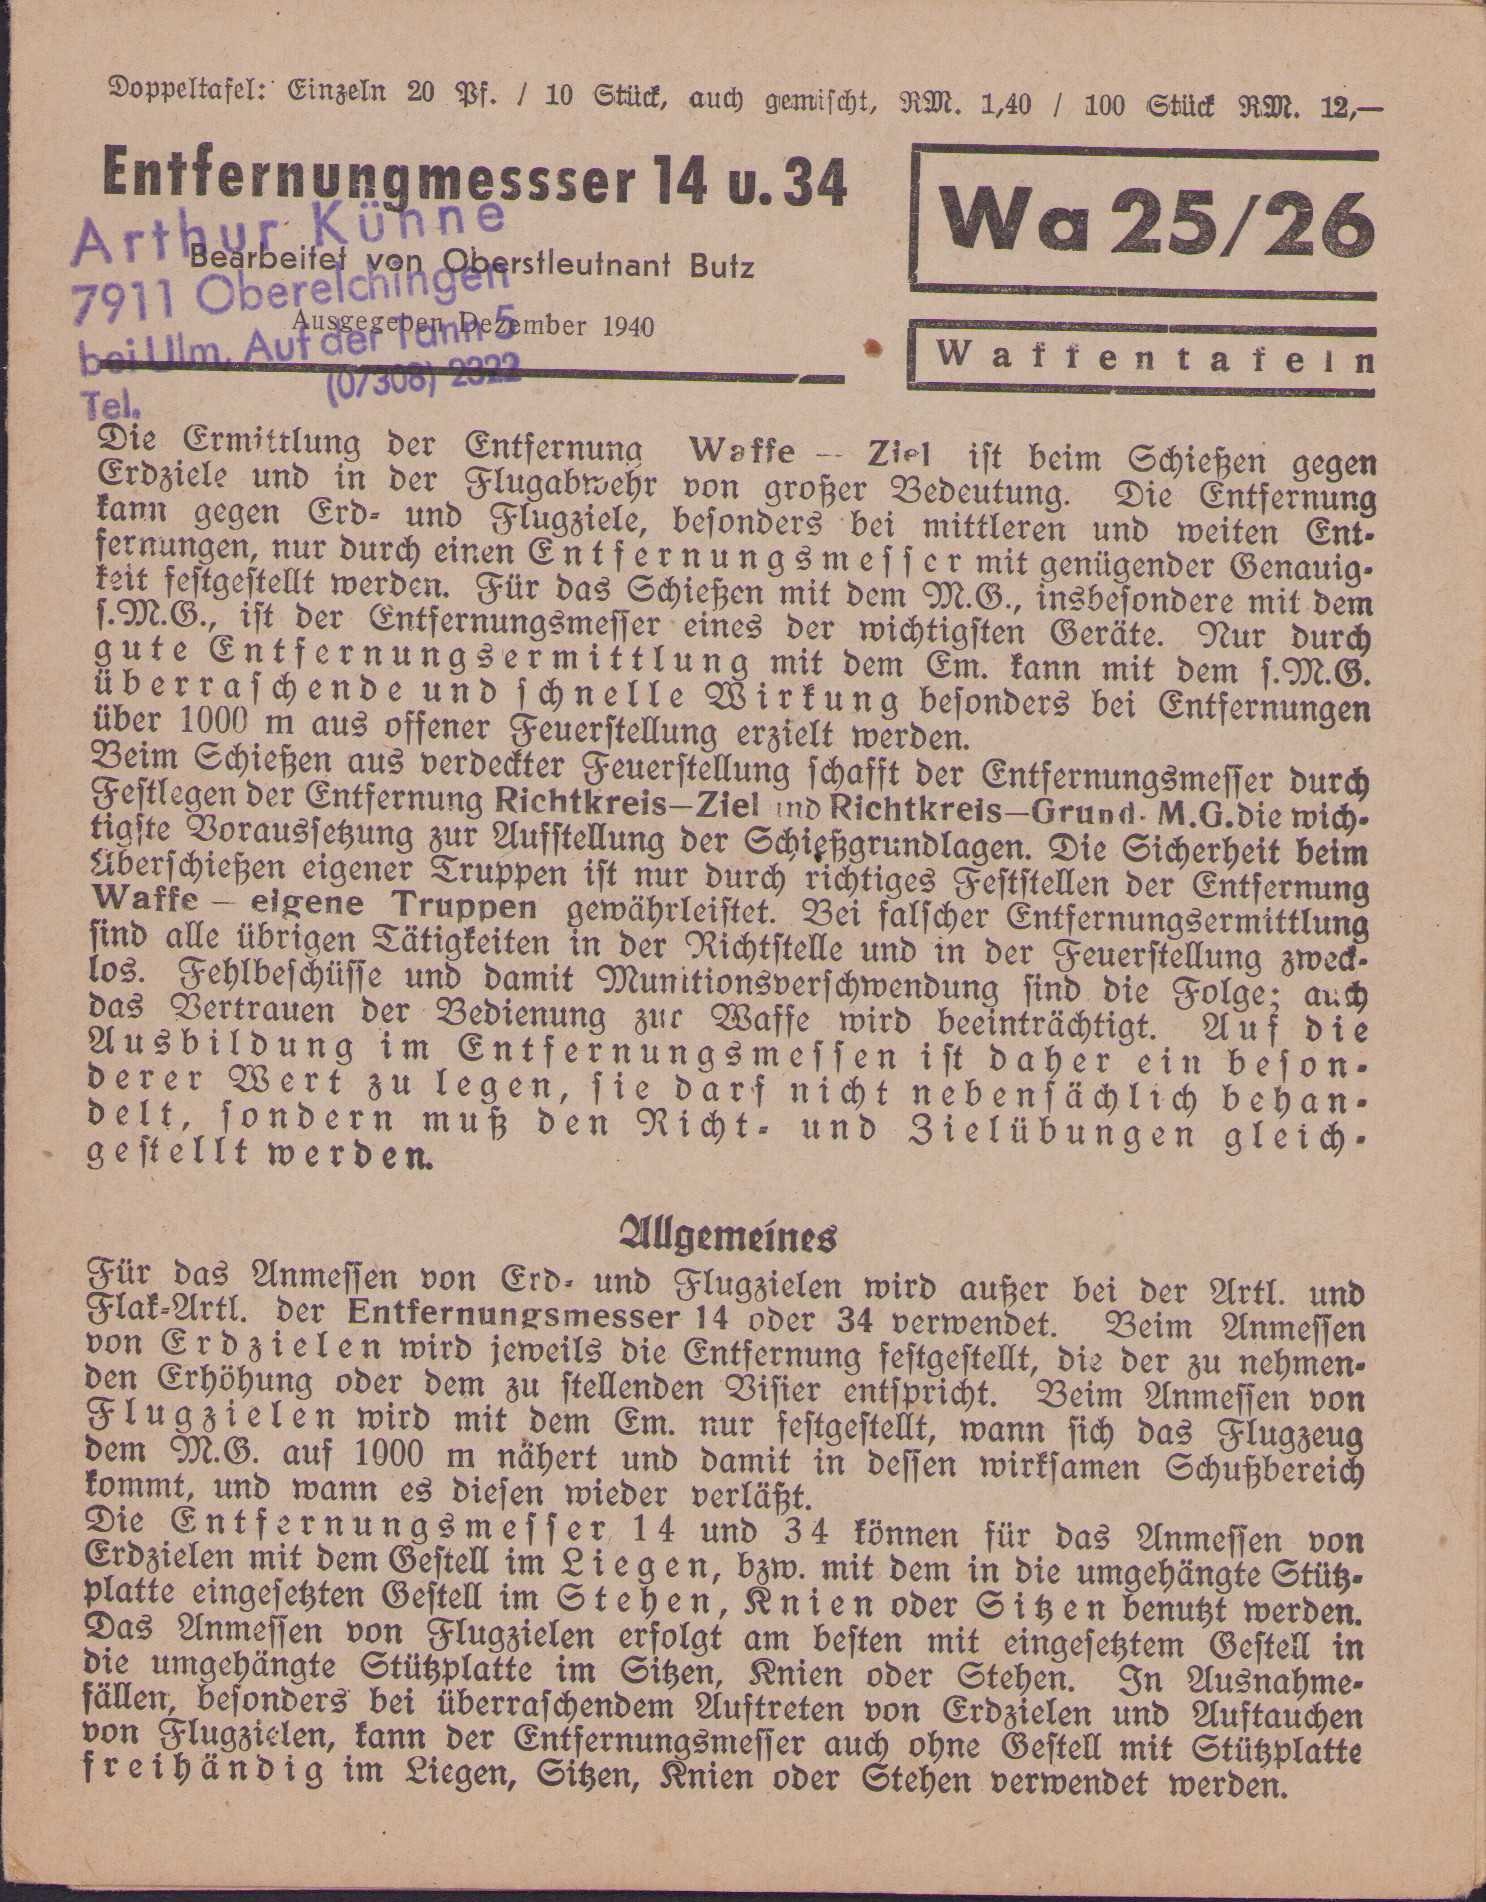 Doppeltafel: Einzeln 20 Pf. / 10 Stück, auch gemischt, RM. 1,40 / 100 Stück RM. 12,—
Entfernungmessser 14 u. 34
Wa 25/26
Arthur Kühne
Bearbeitet von Oberstleutnant Butz
7911 Oberelchingen
Ausgegeben Dezember 1940
bei Ulm, Auf der Tann 5
Waffentafeln
(07308) 2322
Tel.
Die Ermittlung der Entfernung Waffe — Ziel ist beim Schießen gegen
Erdziele und in der Flugabwehr von großer Bedeutung. Die Entfernung
kann gegen Erd- und Flugziele, besonders bei mittleren und weiten Ent-
fernungen, nur durch einen Entfernungsmesser mit genügender Genauig-
keit festgestellt werden. Für das Schießen mit dem M.G., insbesondere mit dem
s.M.G., ist der Entfernungsmesser eines der wichtigsten Geräte. Nur durch
gute Entfernungsermittlung mit dem Em. kann mit dem s.M.G.
überraschende und schnelle Wirkung besonders bei Entfernungen
über 1000 m aus offener Feuerstellung erzielt werden.
Beim Schießen aus verdeckter Feuerstellung schafft der Entfernungsmesser durch
Festlegen der Entfernung Richtkreis—Ziel und Richtkreis—Grund-M.G. die wich-
tigste Voraussetzung zur Aufstellung der Schießgrundlagen. Die Sicherheit beim
Überschießen eigener Truppen ist nur durch richtiges Feststellen der Entfernung
Waffe — eigene Truppen gewährleistet. Bei falscher Entfernungsermittlung
sind alle übrigen Tätigkeiten in der Richtstelle und in der Feuerstellung zweck-
los. Fehlbeschüsse und damit Munitionsverschwendung sind die Folge; auch
das Vertrauen der Bedienung zur Waffe wird beeinträchtigt. Auf die
Ausbildung im Entfernungsmessen ist daher ein beson-
derer Wert zu legen, sie darf nicht nebensächlich behan-
delt, sondern muß den Richt- und Zielübungen gleich-
gestellt werden.
Allgemeines
Für das Anmessen von Erd- und Flugzielen wird außer bei der Artl. und
Flak-Artl. der Entfernungsmesser 14 oder 34 verwendet. Beim Anmessen
von Erdzielen wird jeweils die Entfernung festgestellt, die der zu nehmen-
den Erhöhung oder dem zu stellenden Visier entspricht. Beim Anmessen von
Flugzielen wird mit dem Em. nur festgestellt, wann sich das Flugzeug
dem M.G. auf 1000 m nähert und damit in dessen wirksamen Schußbereich
kommt, und wann es diesen wieder verläßt.
Die Entfernungsmesser 14 und 34 können für das Anmessen von
Erdzielen mit dem Gestell im Liegen, bzw. mit dem in die umgehängte Stütz-
platte eingesetzten Gestell im Stehen, Knien oder Sitzen benutzt werden.
Das Anmessen von Flugzielen erfolgt am besten mit eingesetztem Gestell in
die umgehängte Stützplatte im Sitzen, Knien oder Stehen. In Ausnahme-
fällen, besonders bei überraschendem Auftreten von Erdzielen und Auftauchen
von Flugzielen, kann der Entfernungsmesser auch ohne Gestell mit Stützplatte
freihändig im Liegen, Sitzen, Knien oder Stehen verwendet werden.